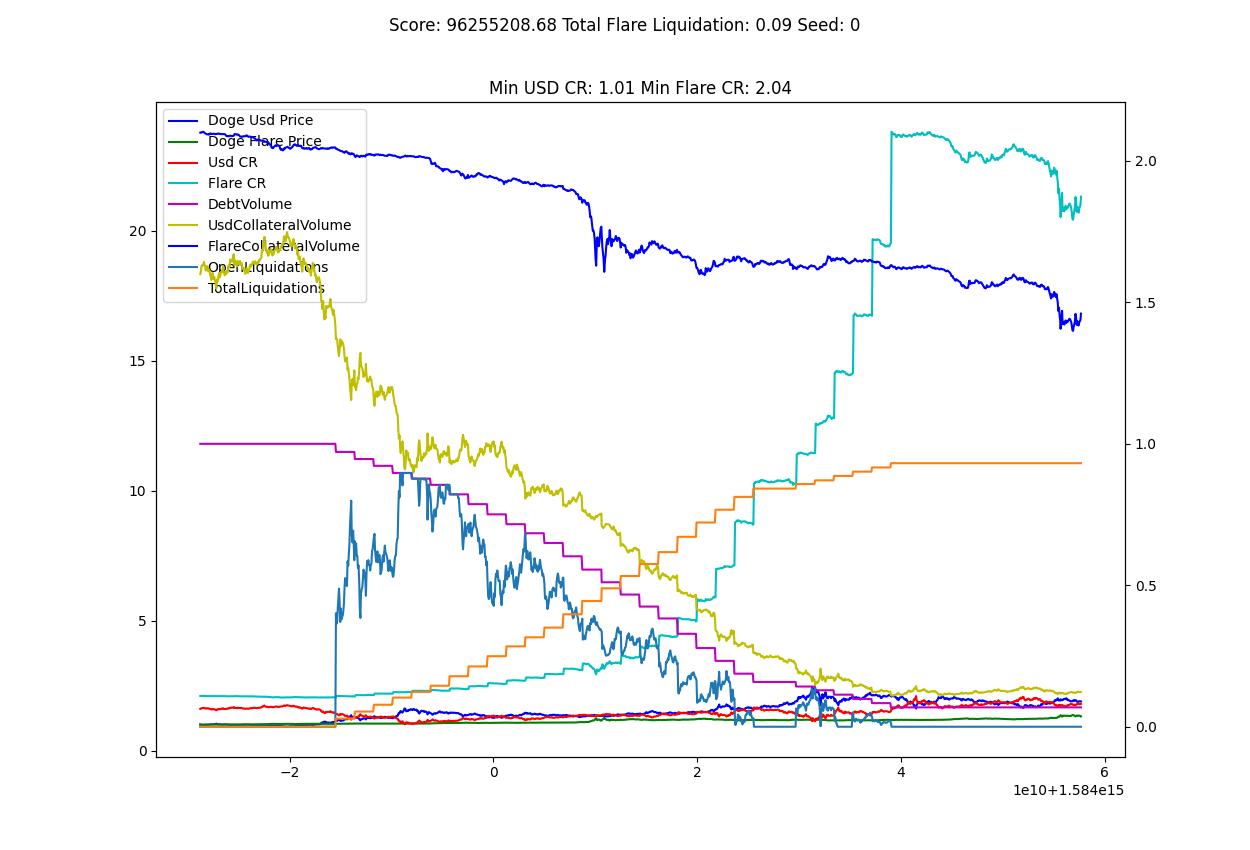 Score: 96255208.68 Total Flare Liquidation: 0.09 Seed: 0
Min USD CR: 1.01 Min Flare CR: 2.04
Doge Usd Price
Doge Flare Price
Usd CR
Flare CR
DebtVolume
UsdCollateralVolume
FlareCollateralVolume
OpenLiquidations
TotalLiquidations
20
15
10
5
0
2.0
1.5
1.0
0.5
0.0
−2 0 2 4 6
1e10+1.584e15